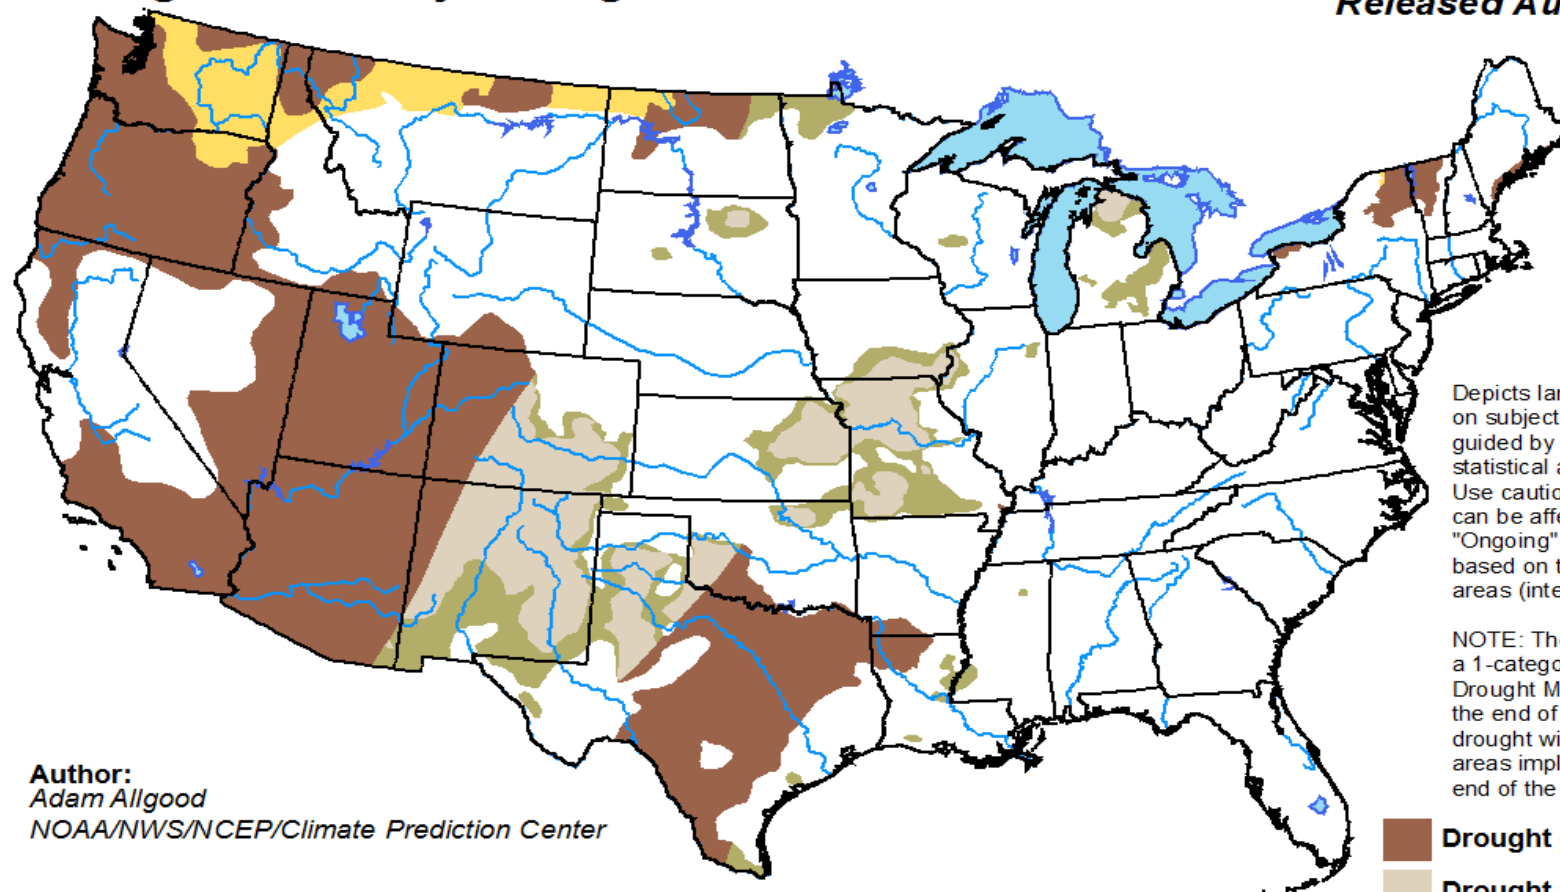 Released Au
Depicts lar
on subject
guided by
statistical a
Use cautio
can be affe
"Ongoing"
based on t
areas (inte
NOTE: The
a 1-catego
Drought M
the end of
drought wi
areas impl
end of the
Author:
Adam Allgood
NOAA/NWS/NCEP/Climate Prediction Center
Drought
Drought